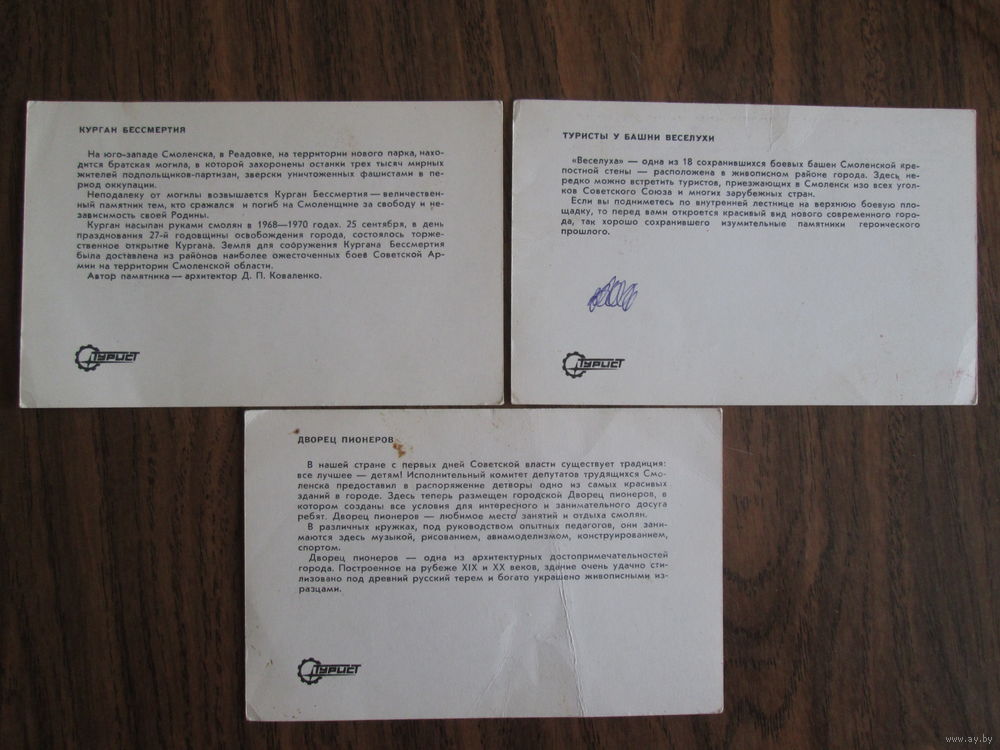 КУРГАН БЕССМЕРТИЯ
На юго-западе Смоленска, в Реадовке, на территории нового парка, нахо-
дится братская могила, в которой захоронены останки трех тысяч мирных
жителей подпольщиков-партизан, зверски уничтоженных фашистами в пе-
риод оккупации.
Неподалеку от могилы возвышается Курган Бессмертия — величествен-
ный памятник тем, кто сражался и погиб на Смоленщине за свободу и не-
зависимость своей Родины.
Курган насыпан руками смолян в 1968—1970 годах. 25 сентября, в день
празднования 27-й годовщины освобождения города, состоялось торже-
ственное открытие Кургана. Земля для сооружения Кургана Бессмертия
была доставлена из районов наиболее ожесточенных боев Советской Ар-
мии на территории Смоленской области.
Автор памятника — архитектор Д. П. Коваленко.
ТУРИСТ
ТУРИСТЫ У БАШНИ ВЕСЕЛУХИ
«Веселуха» — одна из 18 сохранившихся боевых башен Смоленской кре-
постной стены — расположена в живописном районе города. Здесь не-
редко можно встретить туристов, приезжающих в Смоленск изо всех угол-
ков Советского Союза и многих зарубежных стран.
Если вы подниметесь по внутренней лестнице на верхнюю боевую пло-
щадку, то перед вами откроется красивый вид нового современного горо-
да, так хорошо сохранившего изумительные памятники героического
прошлого.
ТУРИСТ
ДВОРЕЦ ПИОНЕРОВ
В нашей стране с первых дней Советской власти существует традиция:
все лучшее — детям! Исполнительный комитет депутатов трудящихся Смо-
ленска предоставил в распоряжение детворы одно из самых красивых
зданий в городе. Здесь теперь размещен городской Дворец пионеров, в
котором созданы все условия для интересного и занимательного досуга
ребят. Дворец пионеров — любимое место занятий и отдыха смолян.
В различных кружках, под руководством опытных педагогов, они зани-
маются здесь музыкой, рисованием, авиамоделизмом, конструированием,
спортом.
Дворец пионеров — одна из архитектурных достопримечательностей
города. Построенное на рубеже XIX и XX веков, здание очень удачно сти-
лизовано под древний русский терем и богато украшено живописными из-
разцами.
ТУРИСТ
www.ay.by